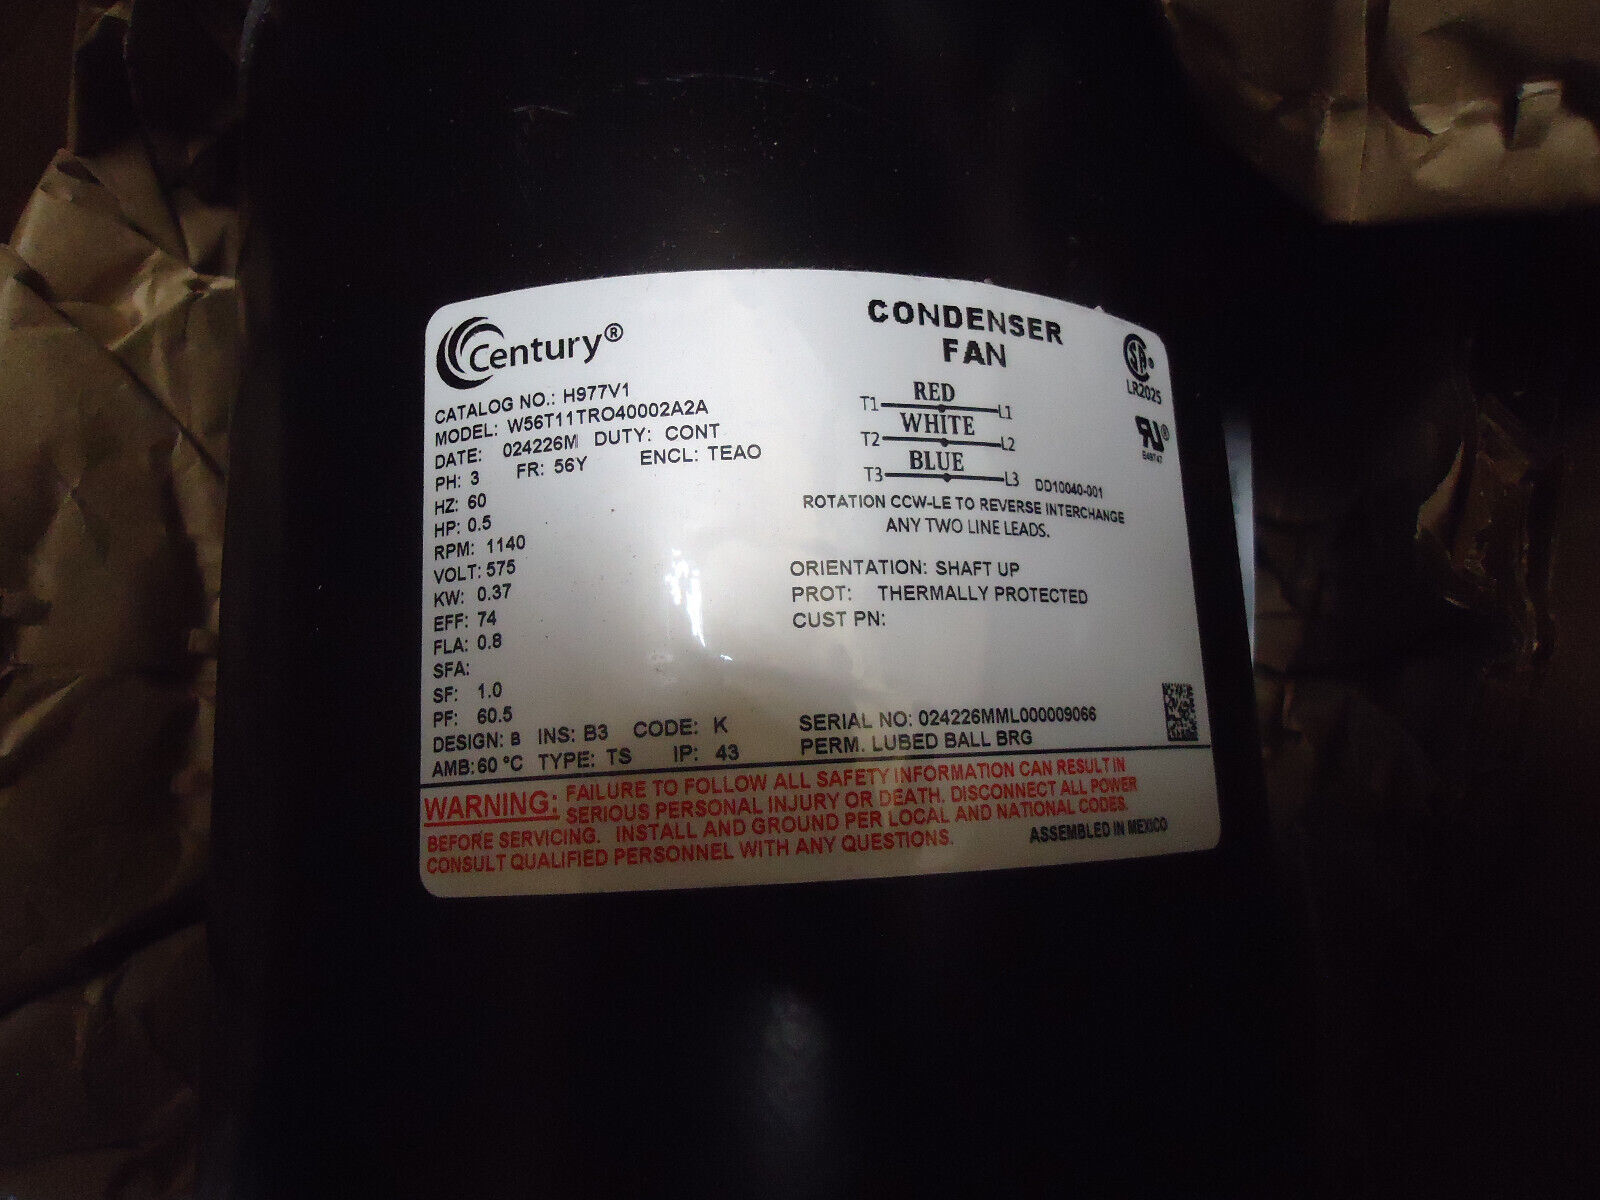 Century®
CATALOG NO.: H977V1
MODEL: W56T11TRO40002A2A
DATE: 024226M DUTY: CONT
PH: 3 FR: 56Y ENCL: TEAO
HZ: 60
HP: 0.5
RPM: 1140
VOLT: 575
KW: 0.37
EFF: 74
FLA: 0.8
SFA:
SF: 1.0
PF: 60.5
DESIGN: B INS: B3 CODE: K
AMB: 60 °C TYPE: TS IP: 43
CONDENSER
FAN
T1 RED L1
T2 WHITE L2
T3 BLUE L3 DD10040-001
ROTATION CCW-LE TO REVERSE INTERCHANGE
ANY TWO LINE LEADS.
ORIENTATION: SHAFT UP
PROT: THERMALLY PROTECTED
CUST PN:
SERIAL NO: 024226MML000009066
PERM. LUBED BALL BRG
SA®
LR2025
RU®
WARNING: FAILURE TO FOLLOW ALL SAFETY INFORMATION CAN RESULT IN
SERIOUS PERSONAL INJURY OR DEATH. DISCONNECT ALL POWER
BEFORE SERVICING. INSTALL AND GROUND PER LOCAL AND NATIONAL CODES.
CONSULT QUALIFIED PERSONNEL WITH ANY QUESTIONS.
ASSEMBLED IN MEXICO